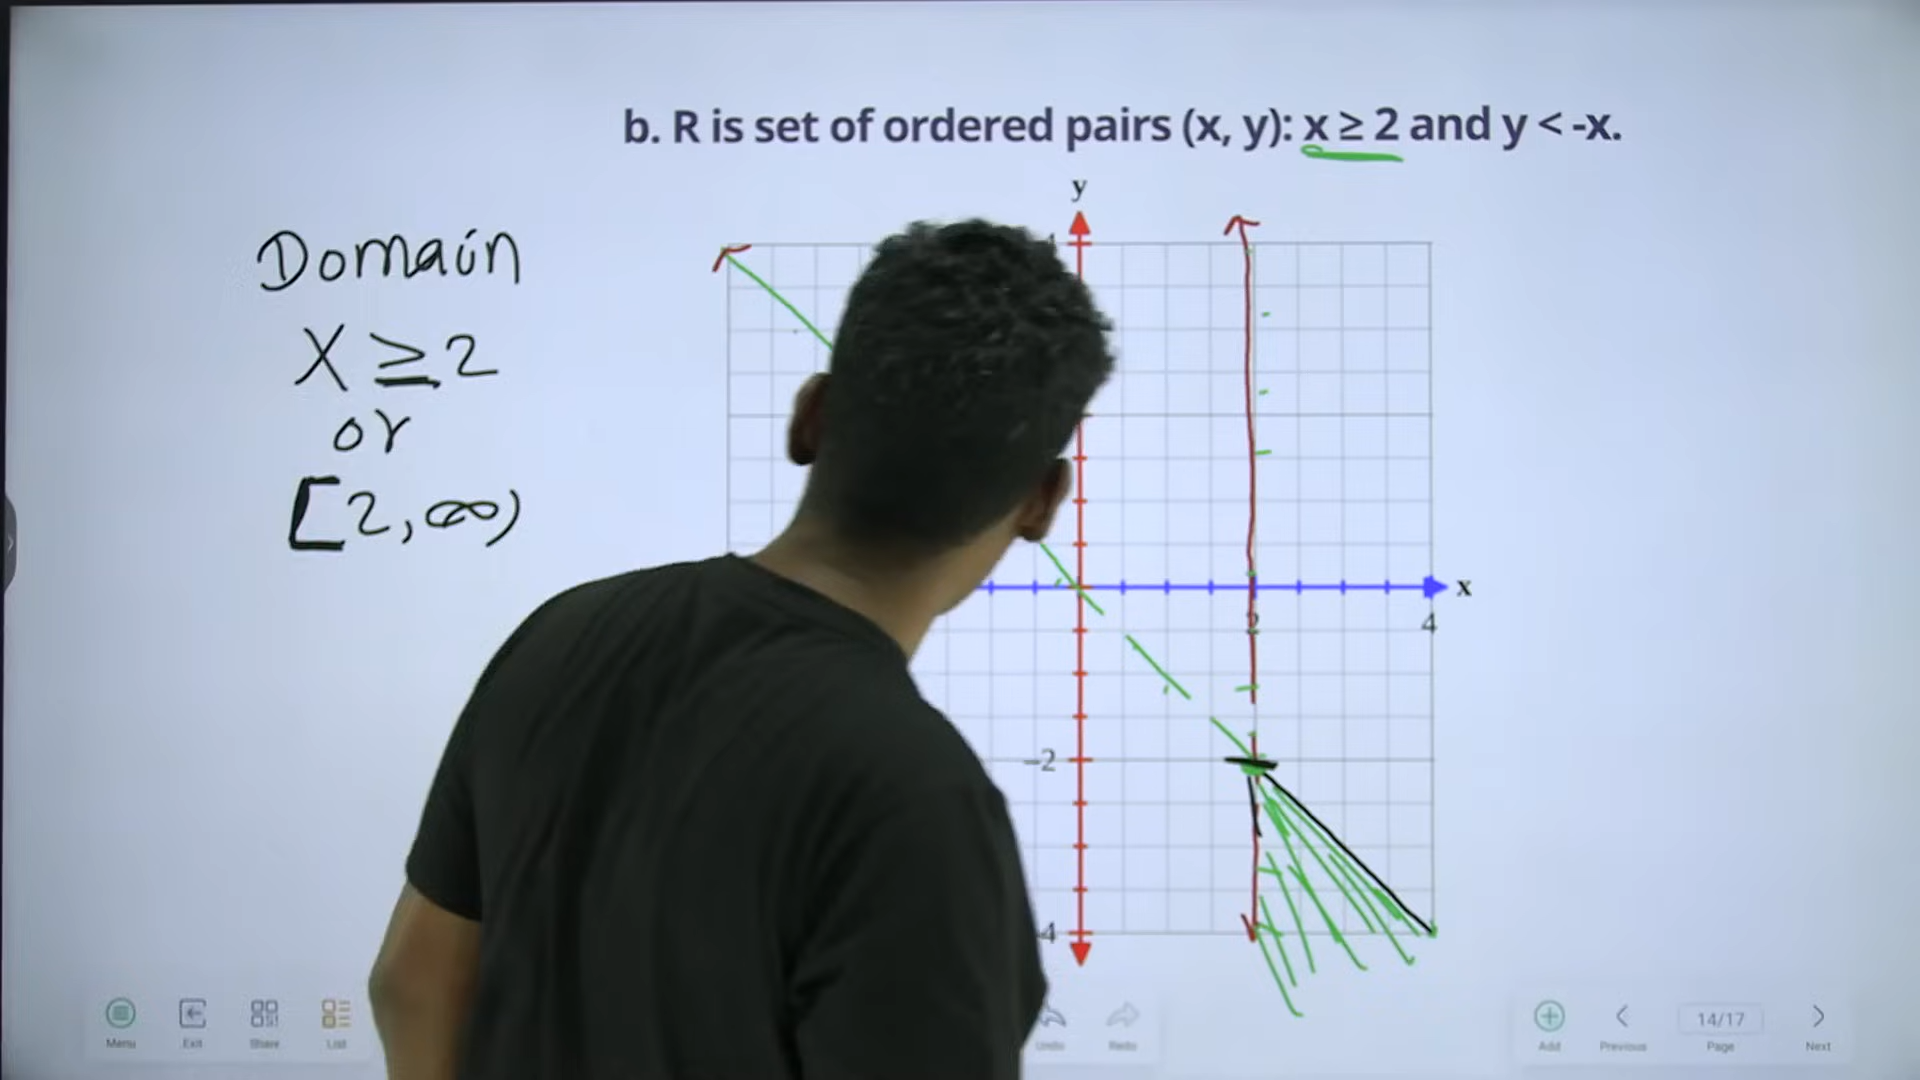 b. R is set of ordered pairs (x, y): x ≥ 2 and y < -x.
y
Domain
X ≥ 2
or
[2, ∞)
x
2
4
-2
4
Menu
Exit
Share
List
Undo
Redo
Add
Previous
14/17
Page
Next